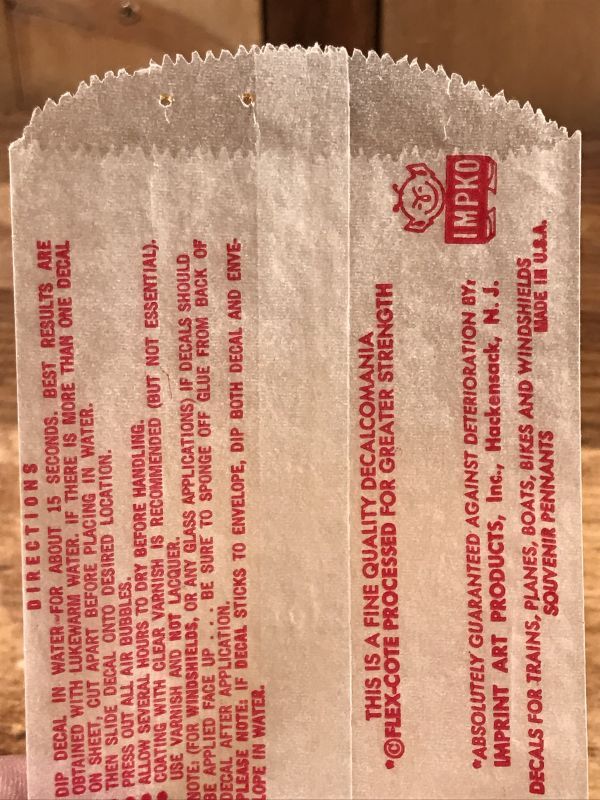 DIRECTIONS
DIP DECAL IN WATER—FOR ABOUT 15 SECONDS. BEST RESULTS ARE
OBTAINED WITH LUKEWARM WATER. IF THERE IS MORE THAN ONE DECAL
ON SHEET, CUT APART BEFORE PLACING IN WATER.
THEN SLIDE DECAL ONTO DESIRED LOCATION.
PRESS OUT ALL AIR BUBBLES.
ALLOW SEVERAL HOURS TO DRY BEFORE HANDLING.
COATING WITH CLEAR VARNISH IS RECOMMENDED (BUT NOT ESSENTIAL).
USE VARNISH AND NOT LACQUER.
NOTE: (FOR WINDSHIELDS, OR ANY GLASS APPLICATIONS) IF DECALS SHOULD
BE APPLIED FACE UP .... BE SURE TO SPONGE OFF GLUE FROM BACK OF
DECAL AFTER APPLICATION.
PLEASE NOTE: IF DECAL STICKS TO ENVELOPE, DIP BOTH DECAL AND ENVE-
LOPE IN WATER.
THIS IS A FINE QUALITY DECALCOMANIA
*@FLEX-COTE PROCESSED FOR GREATER STRENGTH
IMPKO
*ABSOLUTELY GUARANTEED AGAINST DETERIORATION BY:
IMPRINT ART PRODUCTS, Inc., Hackensack, N. J.
DECALS FOR TRAINS, PLANES, BOATS, BIKES AND WINDSHIELDS
SOUVENIR PENNANTS
MADE IN U.S.A.